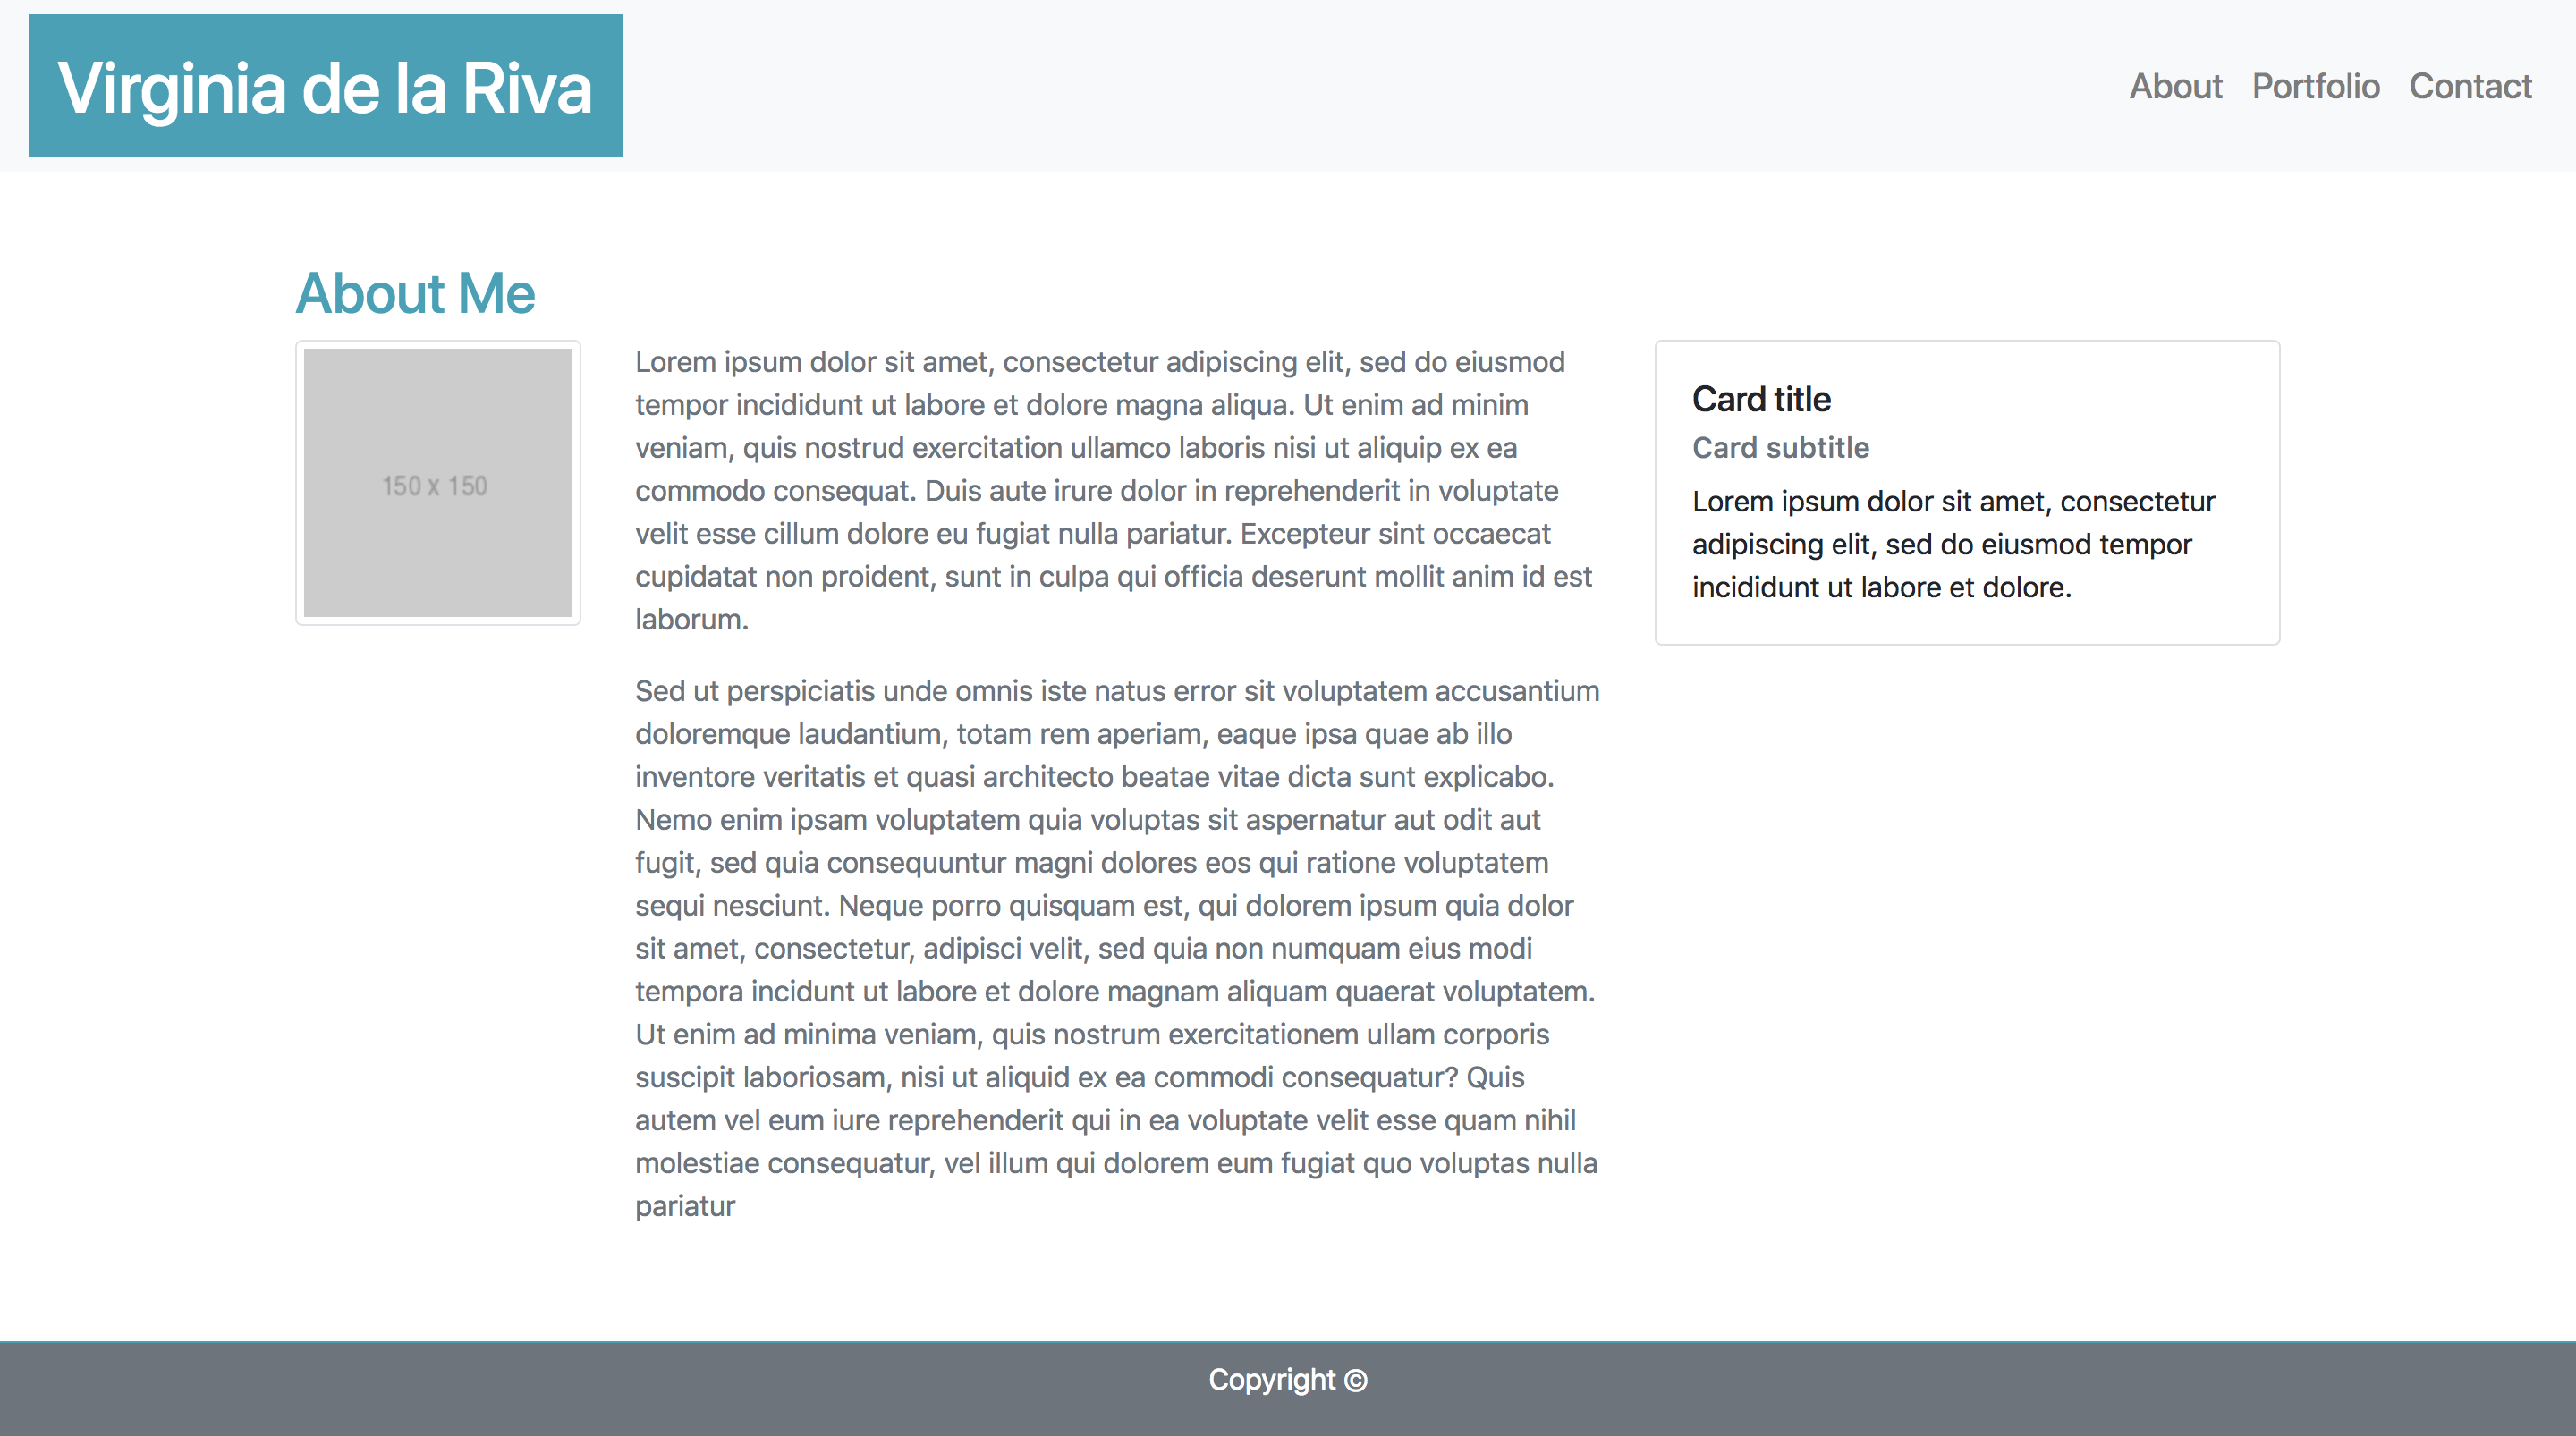 Virginia de la Riva
About Portfolio Contact
About Me
150 x 150
Lorem ipsum dolor sit amet, consectetur adipiscing elit, sed do eiusmod
tempor incididunt ut labore et dolore magna aliqua. Ut enim ad minim
veniam, quis nostrud exercitation ullamco laboris nisi ut aliquip ex ea
commodo consequat. Duis aute irure dolor in reprehenderit in voluptate
velit esse cillum dolore eu fugiat nulla pariatur. Excepteur sint occaecat
cupidatat non proident, sunt in culpa qui officia deserunt mollit anim id est
laborum.
Sed ut perspiciatis unde omnis iste natus error sit voluptatem accusantium
doloremque laudantium, totam rem aperiam, eaque ipsa quae ab illo
inventore veritatis et quasi architecto beatae vitae dicta sunt explicabo.
Nemo enim ipsam voluptatem quia voluptas sit aspernatur aut odit aut
fugit, sed quia consequuntur magni dolores eos qui ratione voluptatem
sequi nesciunt. Neque porro quisquam est, qui dolorem ipsum quia dolor
sit amet, consectetur, adipisci velit, sed quia non numquam eius modi
tempora incidunt ut labore et dolore magnam aliquam quaerat voluptatem.
Ut enim ad minima veniam, quis nostrum exercitationem ullam corporis
suscipit laboriosam, nisi ut aliquid ex ea commodi consequatur? Quis
autem vel eum iure reprehenderit qui in ea voluptate velit esse quam nihil
molestiae consequatur, vel illum qui dolorem eum fugiat quo voluptas nulla
pariatur
Card title
Card subtitle
Lorem ipsum dolor sit amet, consectetur
adipiscing elit, sed do eiusmod tempor
incididunt ut labore et dolore.
Copyright ©